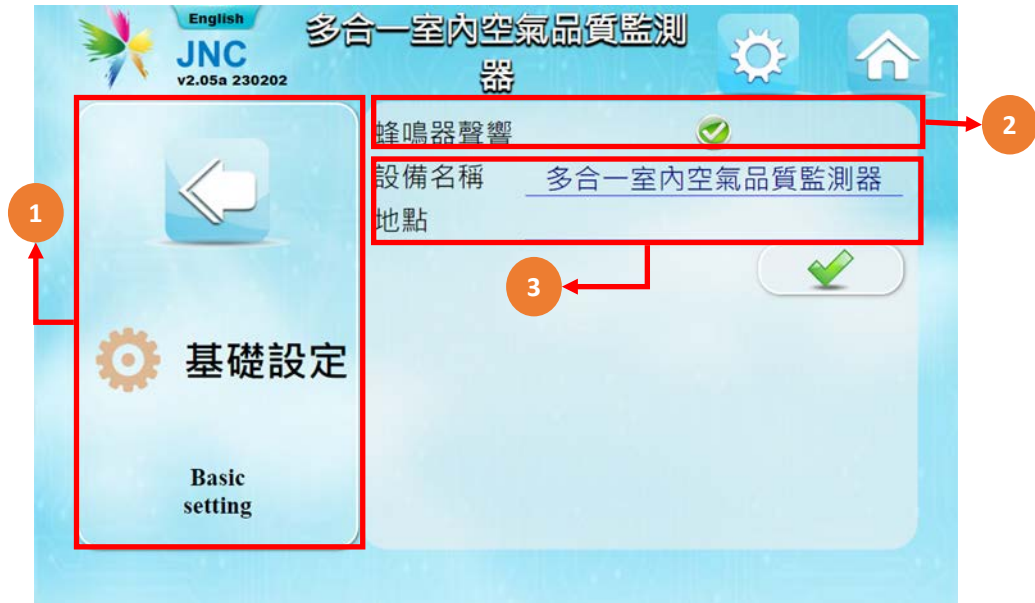 English
JNC
v2.05a 230202
多合一室內空氣品質監測
器
1
基礎設定
Basic
setting
蜂鳴器聲響
2
設備名稱 多合一室內空氣品質監測器
地點
3